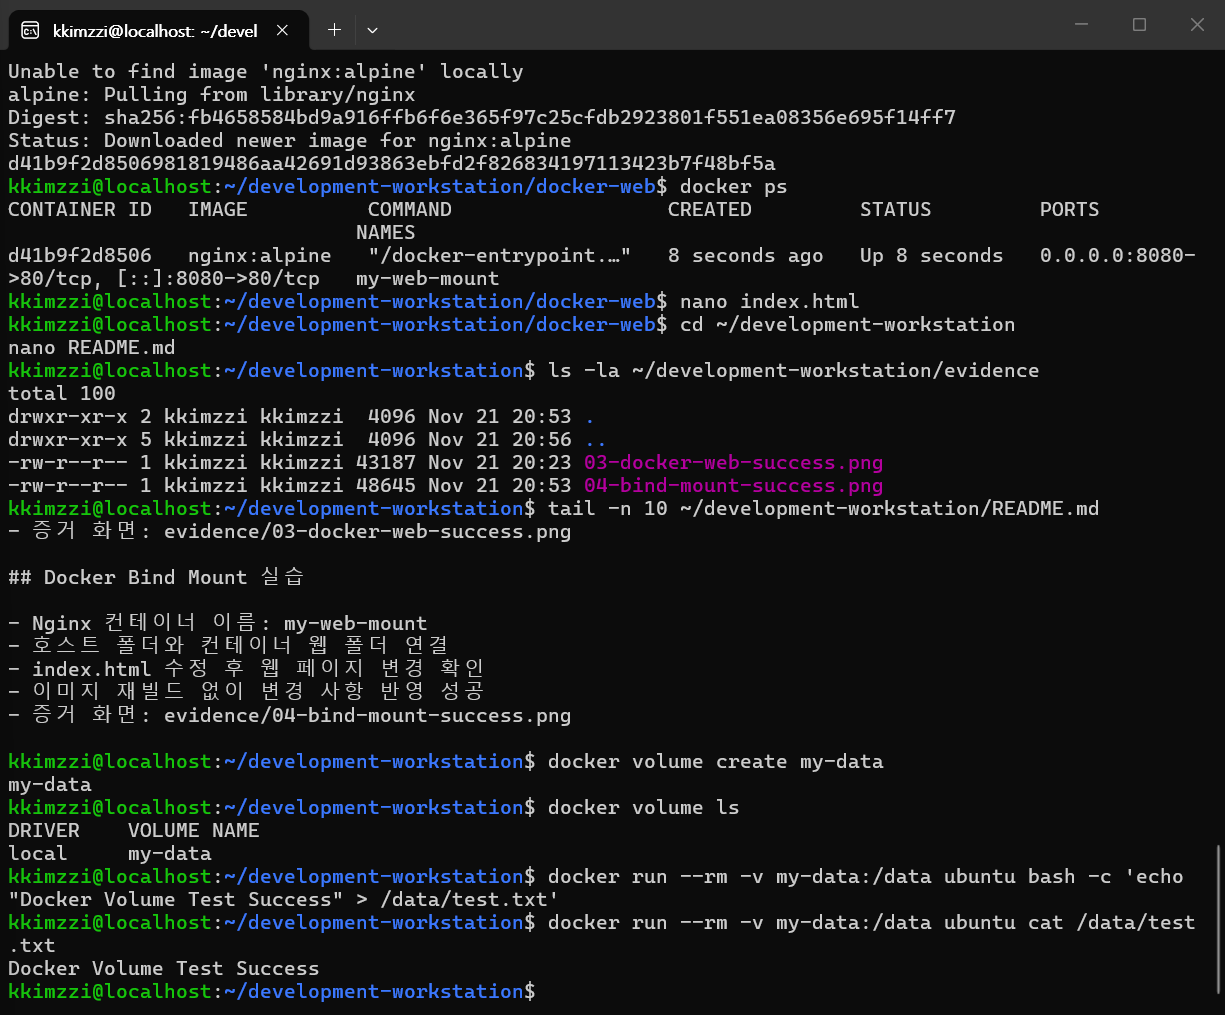 kkimzzi@localhost: ~/devel
Unable to find image 'nginx:alpine' locally
alpine: Pulling from library/nginx
Digest: sha256:fb4658584bd9a916ffb6f6e365f97c25cfdb2923801f551ea08356e695f14ff7
Status: Downloaded newer image for nginx:alpine
d41b9f2d8506981819486aa42691d93863ebfd2f826834197113423b7f48bf5a
kkimzzi@localhost:~/development-workstation/docker-web$ docker ps
CONTAINER ID   IMAGE          COMMAND                  CREATED         STATUS         PORTS
                             NAMES
d41b9f2d8506   nginx:alpine   "/docker-entrypoint.…"   8 seconds ago   Up 8 seconds   0.0.0.0:8080-
>80/tcp, [::]:8080->80/tcp   my-web-mount
kkimzzi@localhost:~/development-workstation/docker-web$ nano index.html
kkimzzi@localhost:~/development-workstation/docker-web$ cd ~/development-workstation
nano README.md
kkimzzi@localhost:~/development-workstation$ ls -la ~/development-workstation/evidence
total 100
drwxr-xr-x 2 kkimzzi kkimzzi  4096 Nov 21 20:53 .
drwxr-xr-x 5 kkimzzi kkimzzi  4096 Nov 21 20:56 ..
-rw-r--r-- 1 kkimzzi kkimzzi 43187 Nov 21 20:23 03-docker-web-success.png
-rw-r--r-- 1 kkimzzi kkimzzi 48645 Nov 21 20:53 04-bind-mount-success.png
kkimzzi@localhost:~/development-workstation$ tail -n 10 ~/development-workstation/README.md
- 증거 화면: evidence/03-docker-web-success.png
## Docker Bind Mount 실습
- Nginx 컨테이너 이름: my-web-mount
- 호스트 폴더와 컨테이너 웹 폴더 연결
- index.html 수정 후 웹 페이지 변경 확인
- 이미지 재빌드 없이 변경 사항 반영 성공
- 증거 화면: evidence/04-bind-mount-success.png
kkimzzi@localhost:~/development-workstation$ docker volume create my-data
my-data
kkimzzi@localhost:~/development-workstation$ docker volume ls
DRIVER    VOLUME NAME
local     my-data
kkimzzi@localhost:~/development-workstation$ docker run --rm -v my-data:/data ubuntu bash -c 'echo
"Docker Volume Test Success" > /data/test.txt'
kkimzzi@localhost:~/development-workstation$ docker run --rm -v my-data:/data ubuntu cat /data/test
.txt
Docker Volume Test Success
kkimzzi@localhost:~/development-workstation$